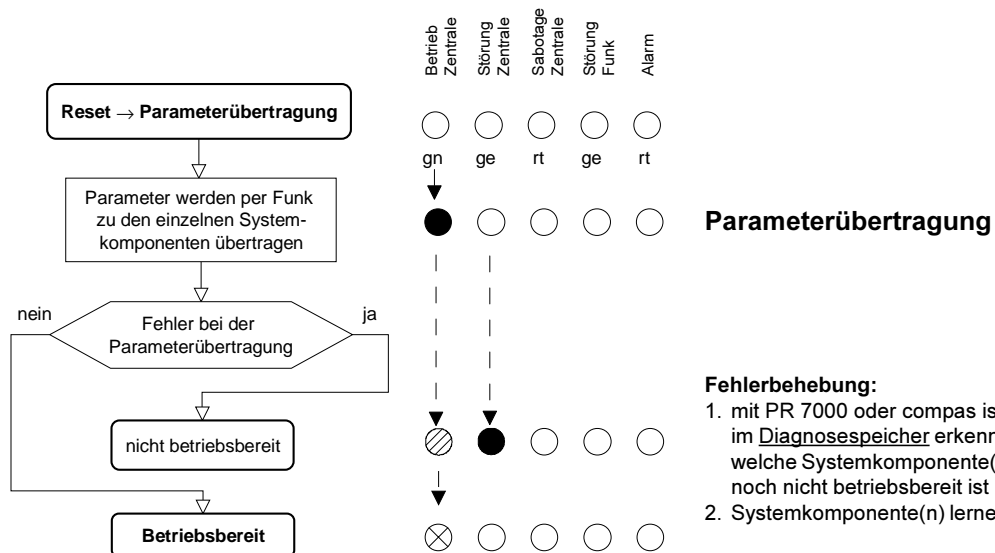 Betrieb
Zentrale
Störung
Zentrale
Sabotage
Zentrale
Störung
Funk
Alarm
Reset → Parameterübertragung
gn ge rt ge rt
Parameter werden per Funk
zu den einzelnen System-
komponenten übertragen
Parameterübertragung
nein
ja
Fehler bei der
Parameterübertragung
nicht betriebsbereit
Betriebsbereit
Fehlerbehebung:
1. mit PR 7000 oder compas is
im Diagnosespeicher erkenn
welche Systemkomponente(
noch nicht betriebsbereit ist
2. Systemkomponente(n) lerne